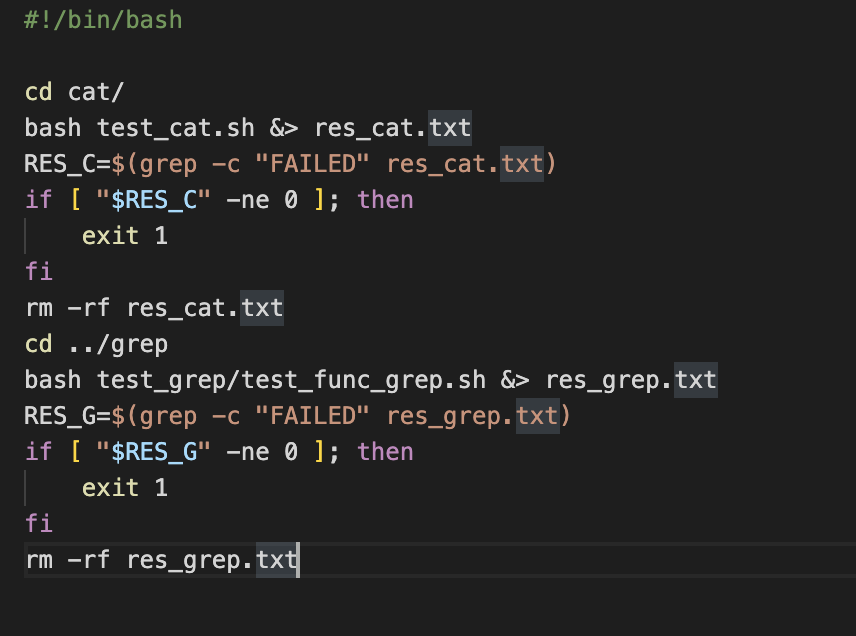 #!/bin/bash
cd cat/
bash test_cat.sh &> res_cat.txt
RES_C=$(grep -c "FAILED" res_cat.txt)
if [ "$RES_C" -ne 0 ]; then
    exit 1
fi
rm -rf res_cat.txt
cd ../grep
bash test_grep/test_func_grep.sh &> res_grep.txt
RES_G=$(grep -c "FAILED" res_grep.txt)
if [ "$RES_G" -ne 0 ]; then
    exit 1
fi
rm -rf res_grep.txt